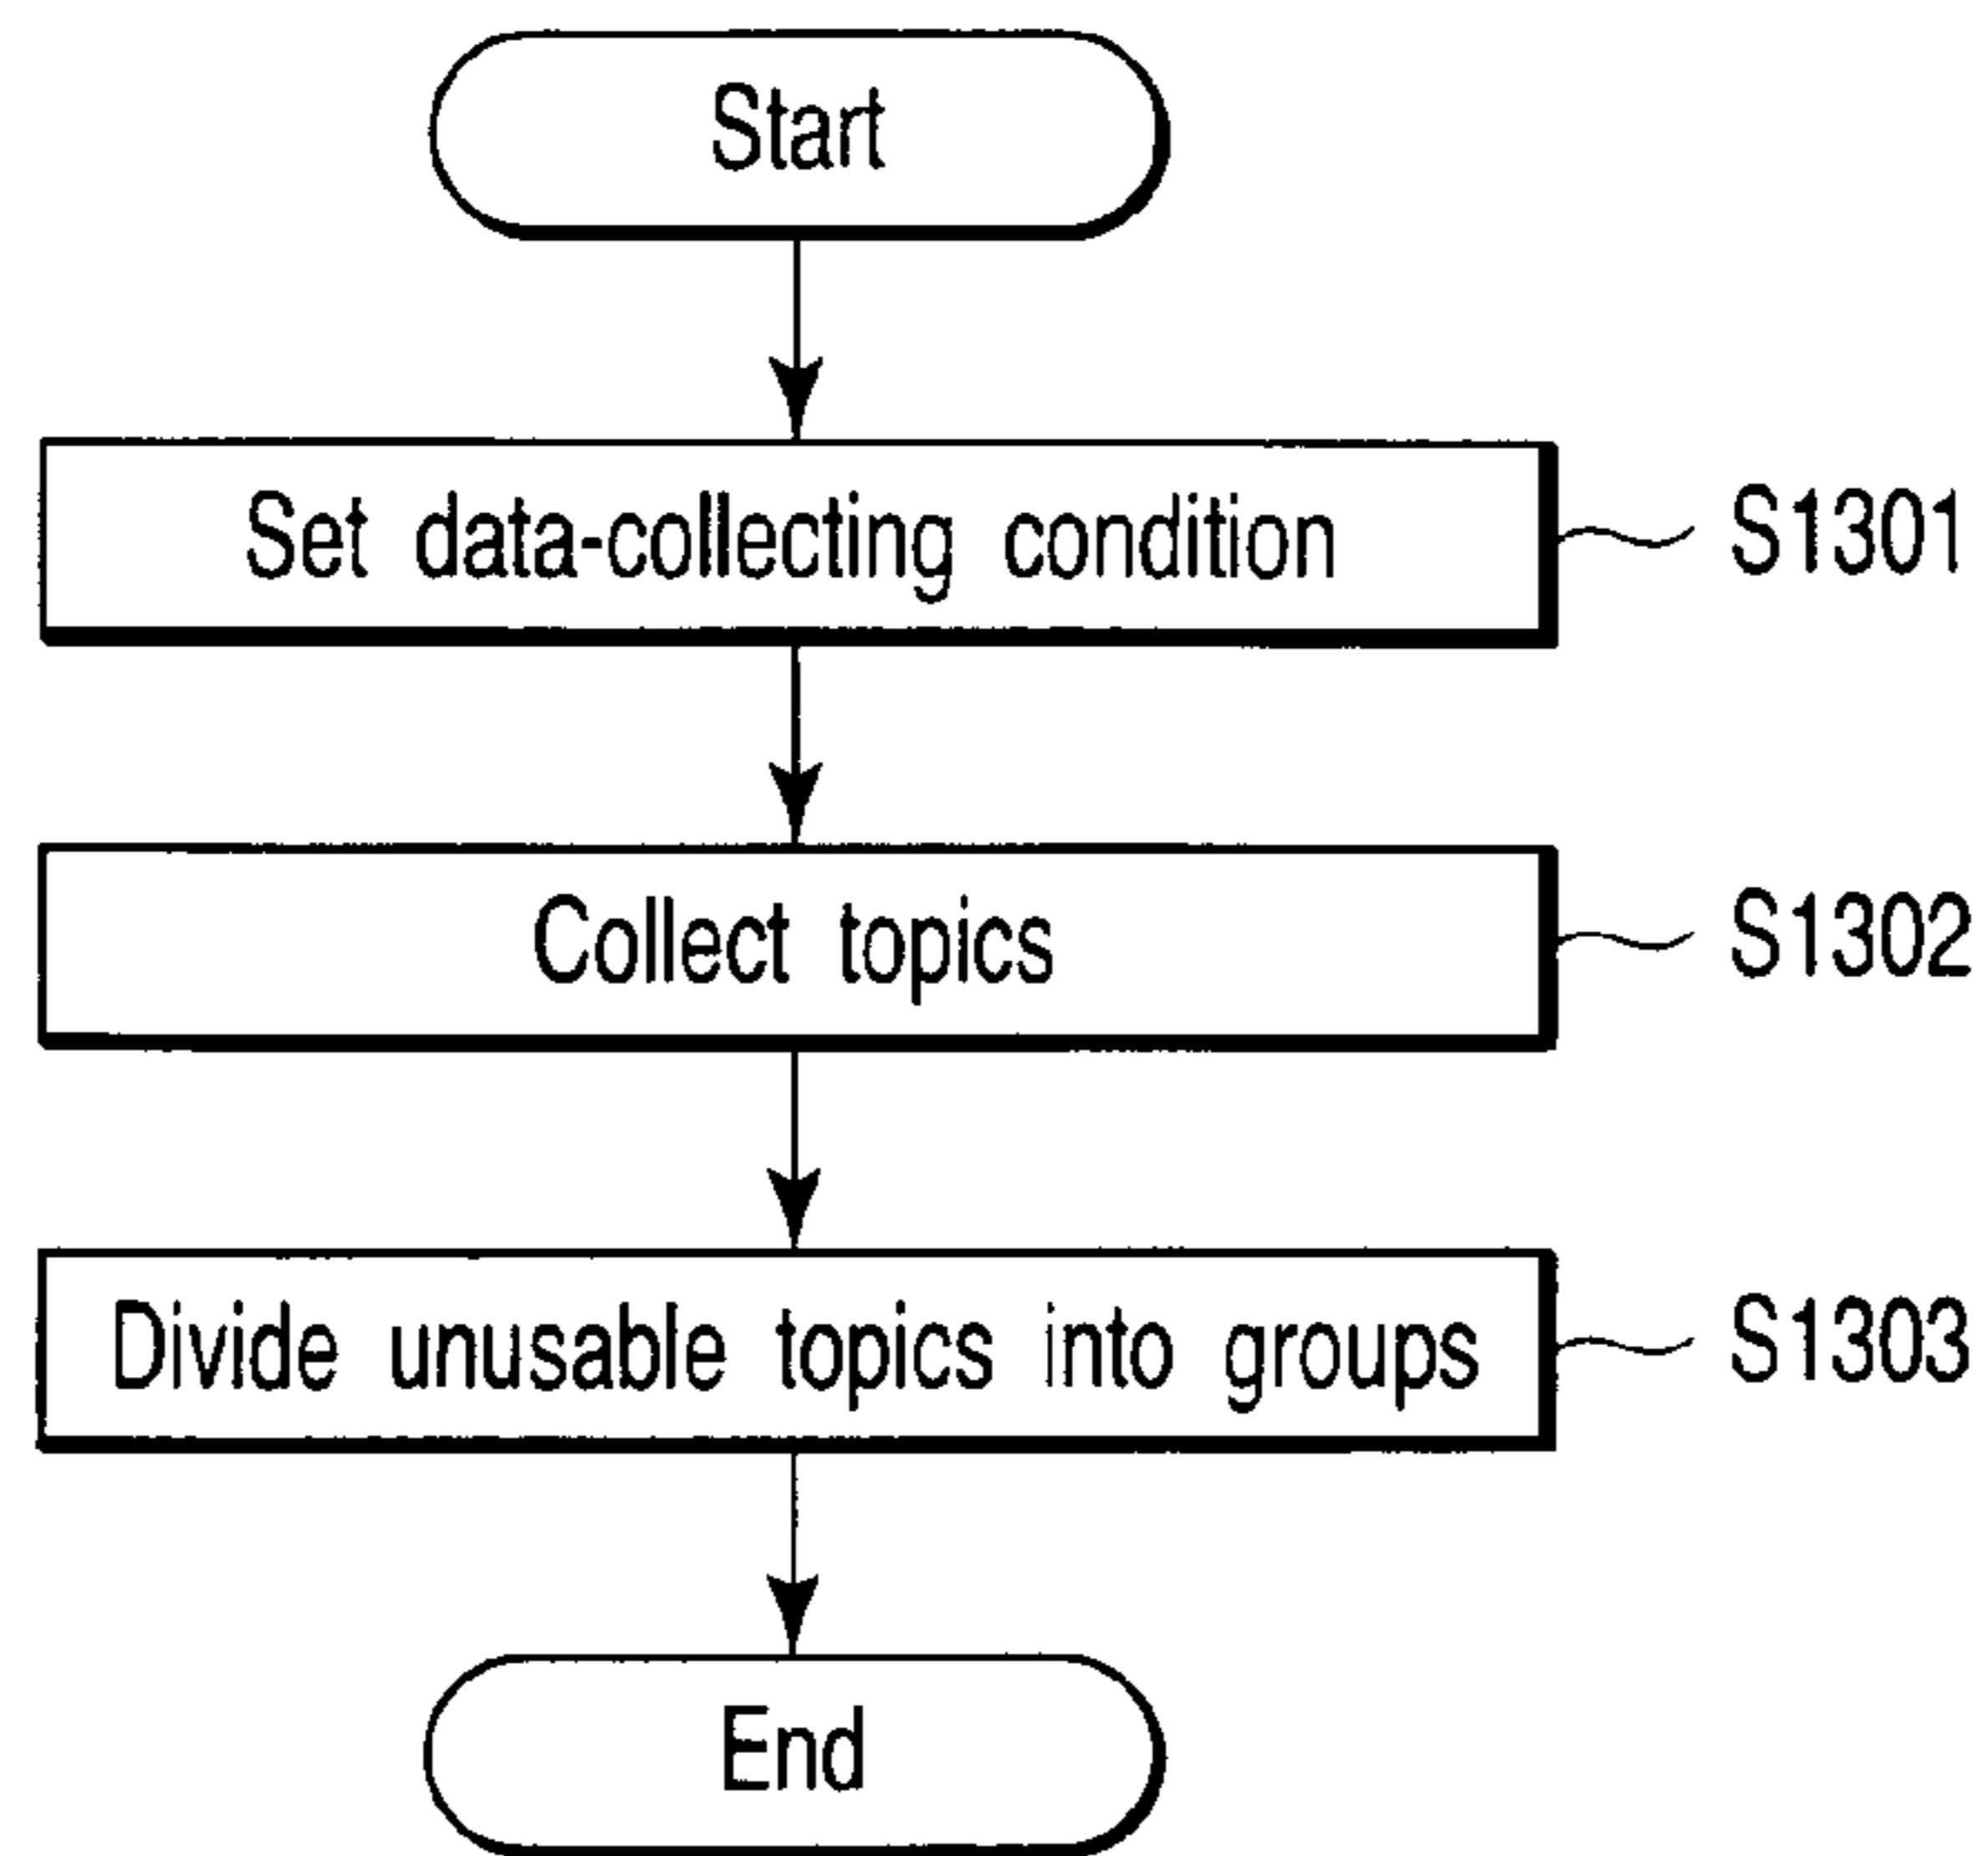 Start
Set data-collecting condition
S1301
Collect topics
S1302
Divide unusable topics into groups
S1303
End